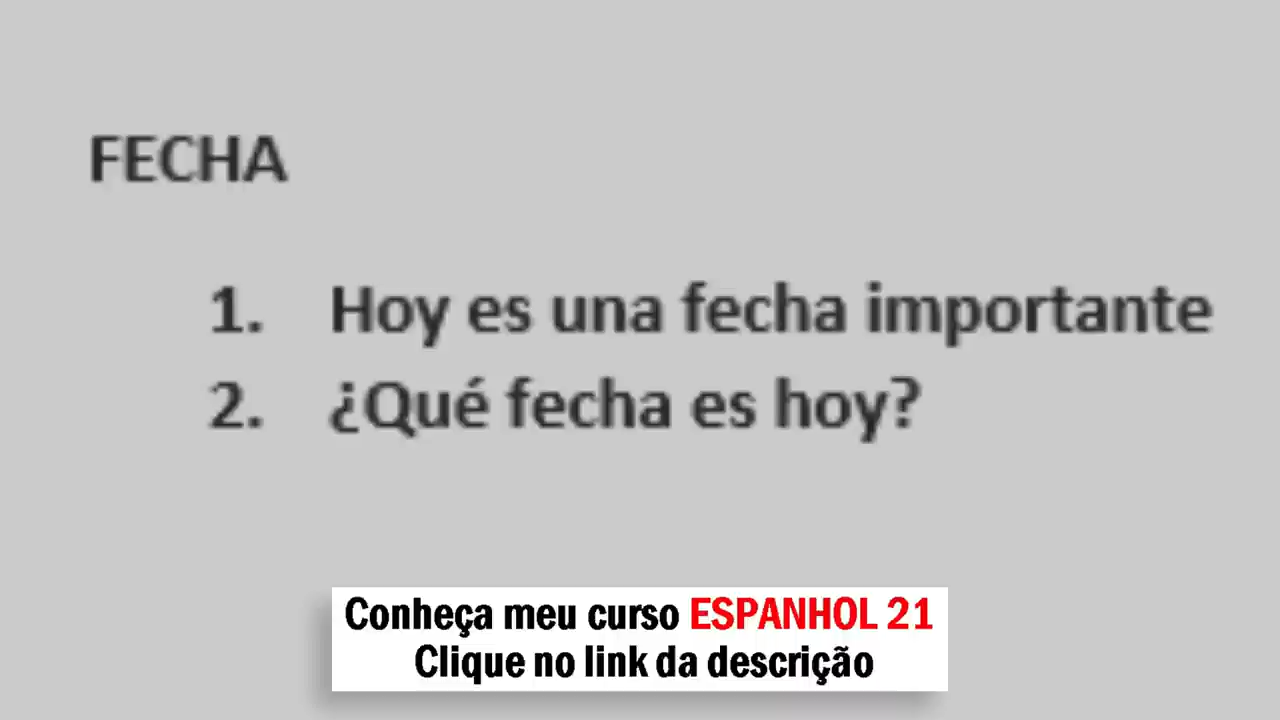 FECHA
1. Hoy es una fecha importante
2. ¿Qué fecha es hoy?
Conheça meu curso ESPANHOL 21
Clique no link da descrição